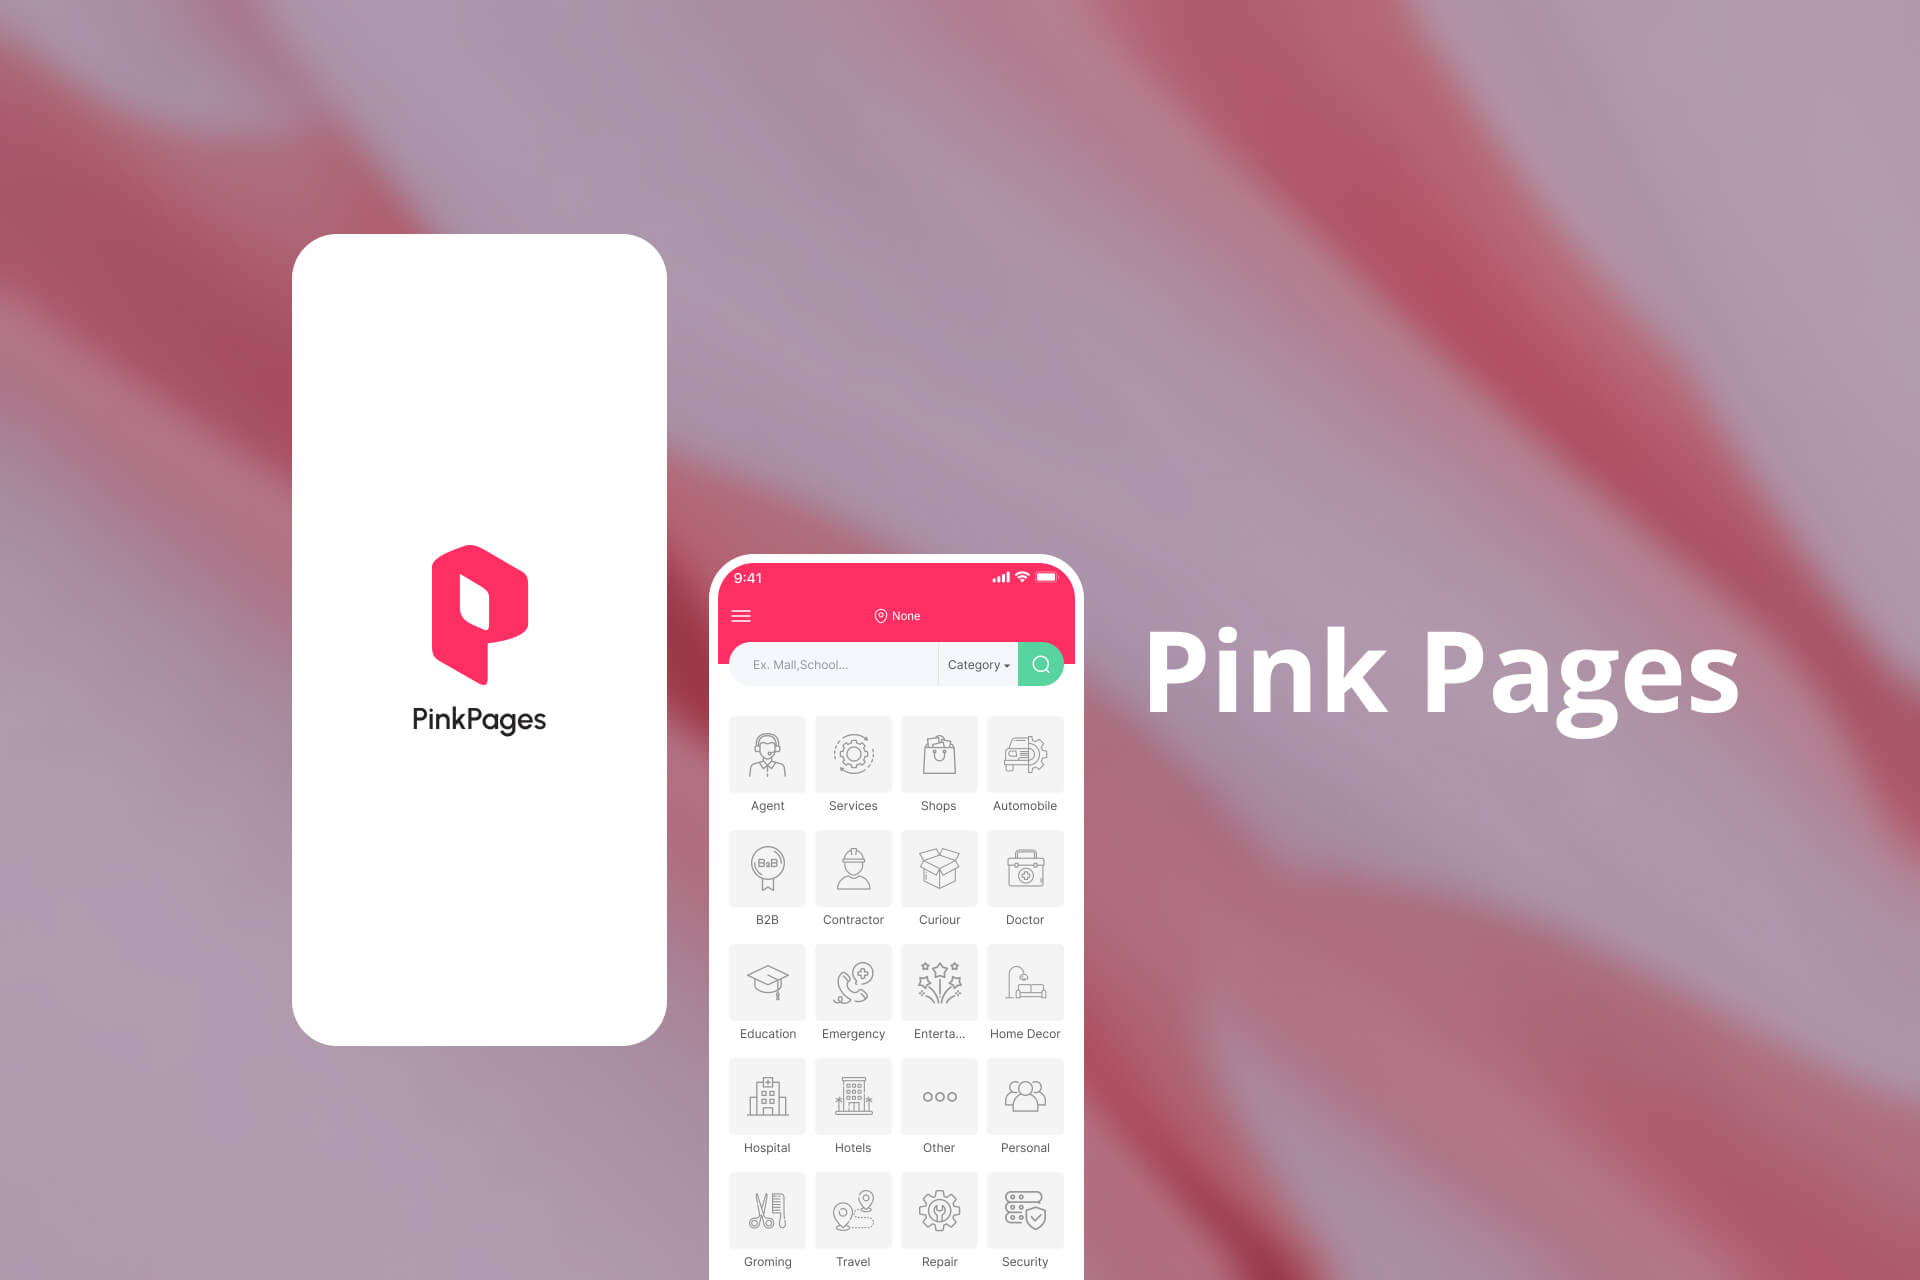 PinkPages
9:41
None
Ex. Mall,School...
Category
Agent
Services
Shops
Automobile
B2B
B2B
Contractor
Curiour
Doctor
Education
Emergency
Enterta...
Home Decor
Hospital
Hotels
Other
Personal
Groming
Travel
Repair
Security
Pink Pages